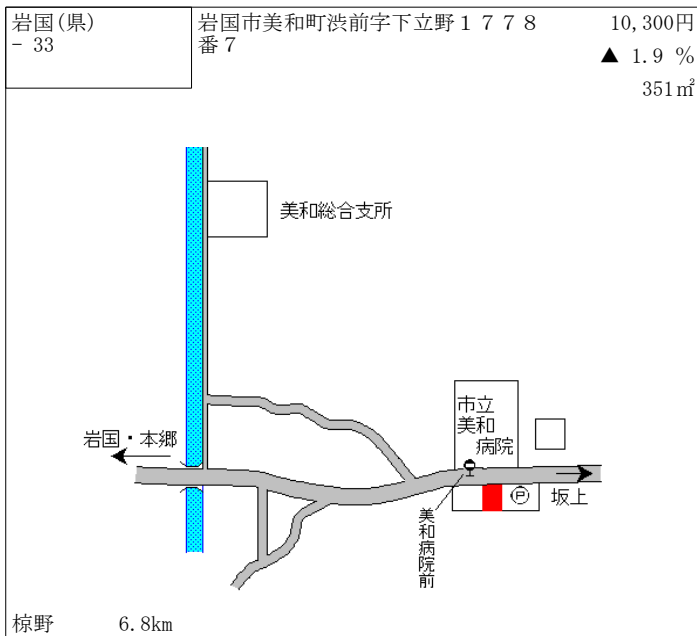 岩国(県)
- 33
岩国市美和町渋前字下立野１７７８
番７
10,300円
▲ 1.9 %
351㎡
美和総合支所
市立
美和
病院
岩国・本郷
Ⓟ
坂上
美和病院前
椋野 6.8km